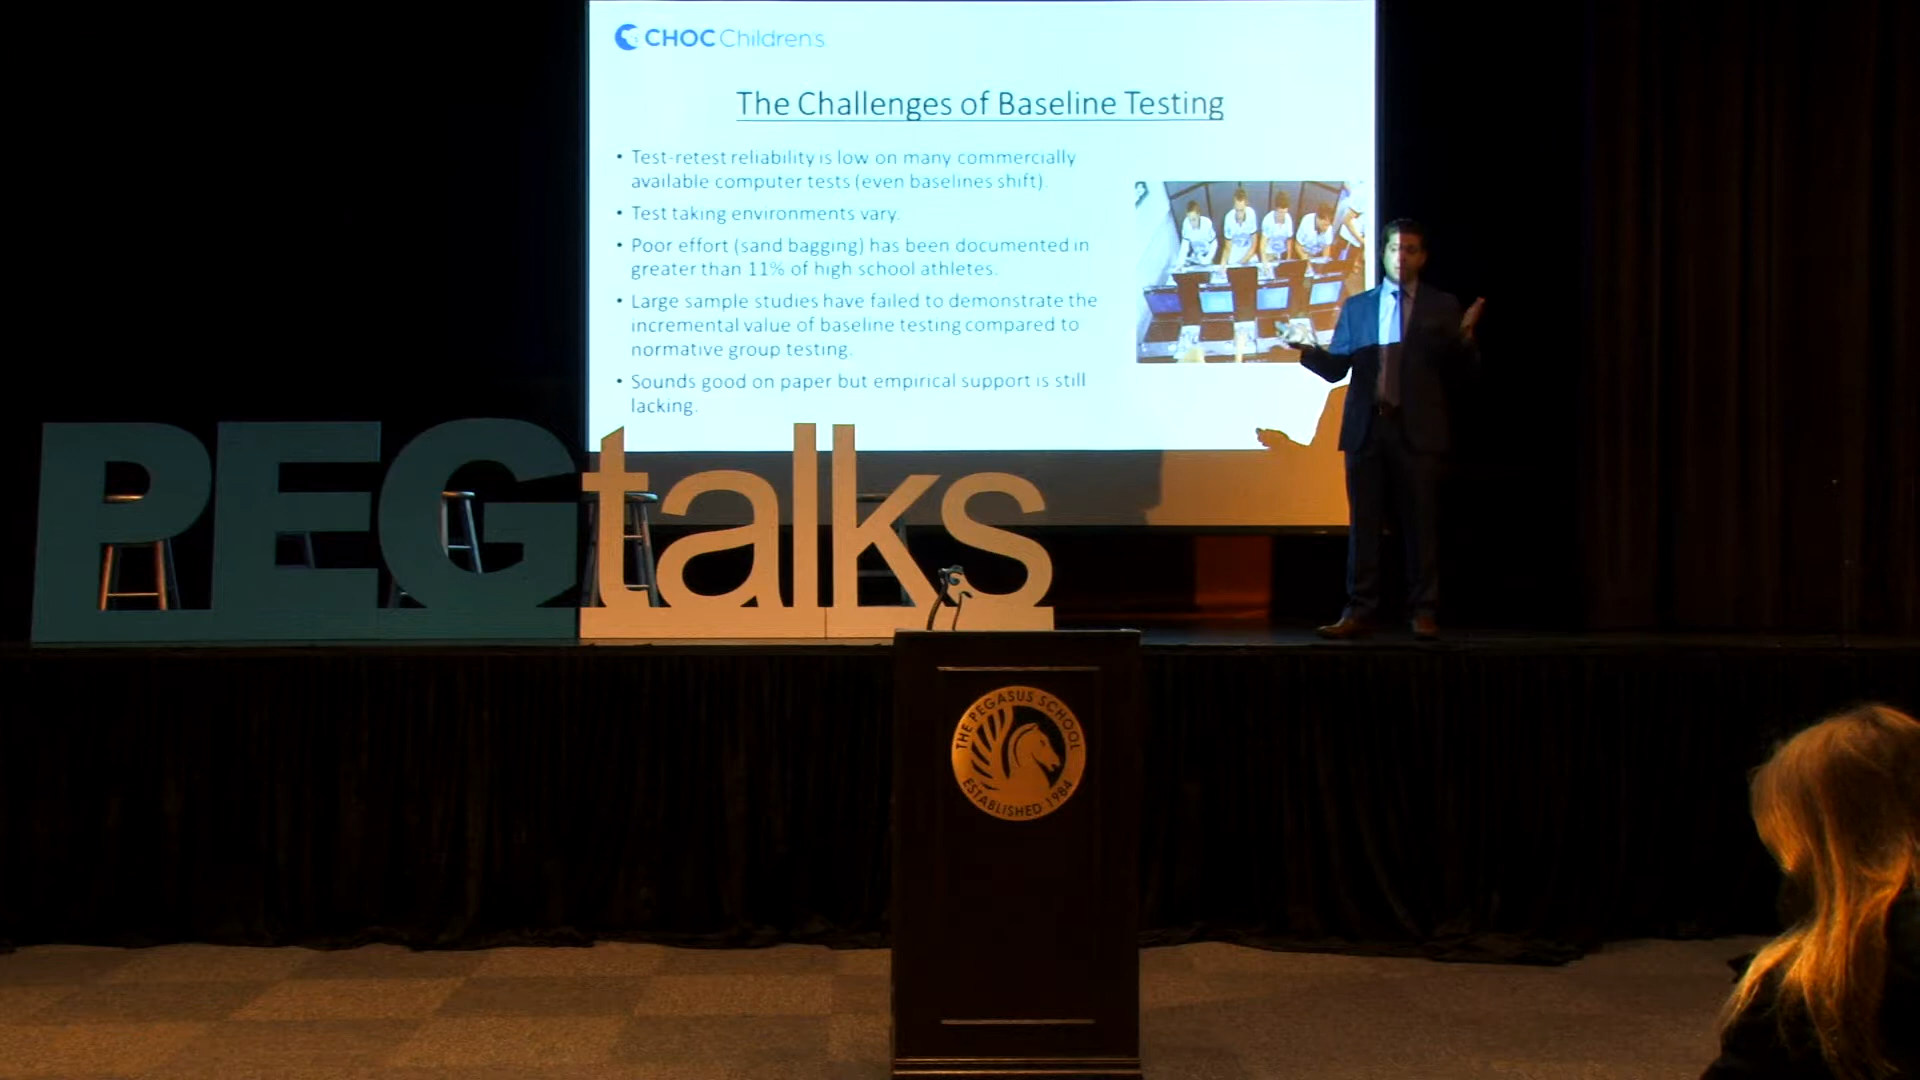 CHOC Children's
The Challenges of Baseline Testing
• Test-retest reliability is low on many commercially
available computer tests (even baselines shift).
• Test taking environments vary.
• Poor effort (sand bagging) has been documented in
greater than 11% of high school athletes.
• Large sample studies have failed to demonstrate the
incremental value of baseline testing compared to
normative group testing.
• Sounds good on paper but empirical support is still
lacking.
PEGtalks
THE PEGASUS SCHOOL
ESTABLISHED 1984